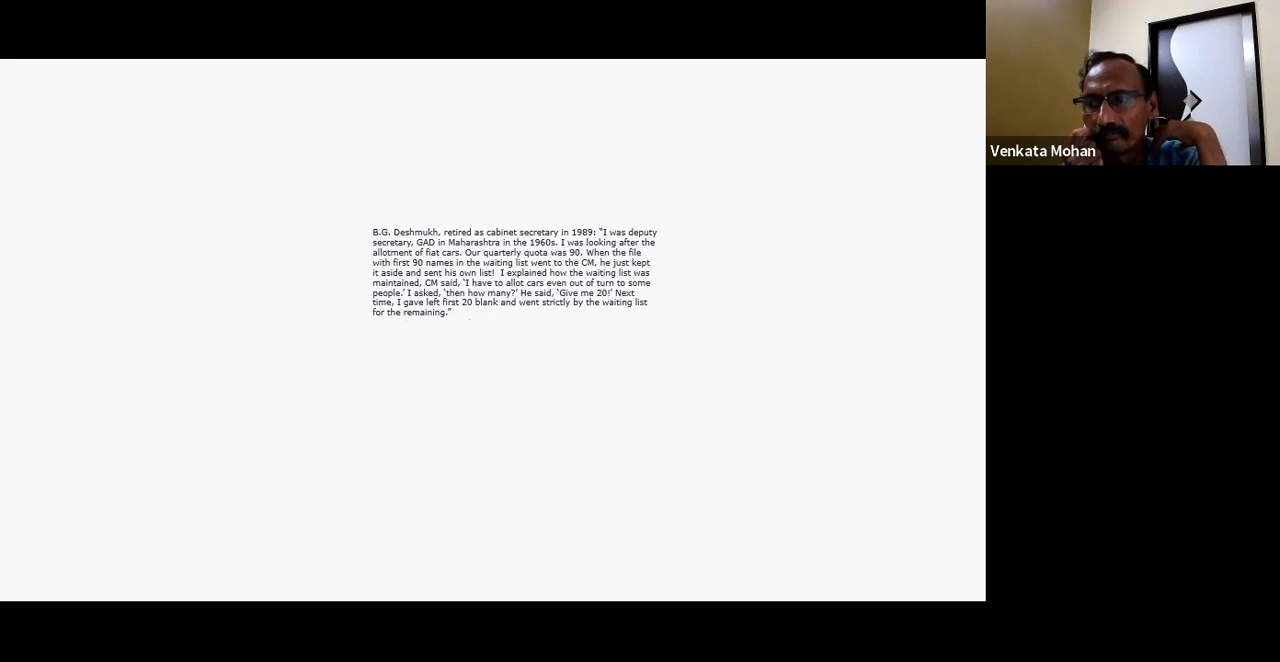 B.G. Deshmukh, retired as cabinet secretary in 1989: “I was deputy
secretary, GAD in Maharashtra in the 1960s. I was looking after the
allotment of fiat cars. Our quarterly quota was 90. When the file
with first 90 names in the waiting list went to the CM, he just kept
it aside and sent his own list!  I explained how the waiting list was
maintained, CM said, ‘I have to allot cars even out of turn to some
people.’ I asked, ‘then how many?’ He said, ‘Give me 20!’ Next
time, I gave left first 20 blank and went strictly by the waiting list
for the remaining.”
Venkata Mohan